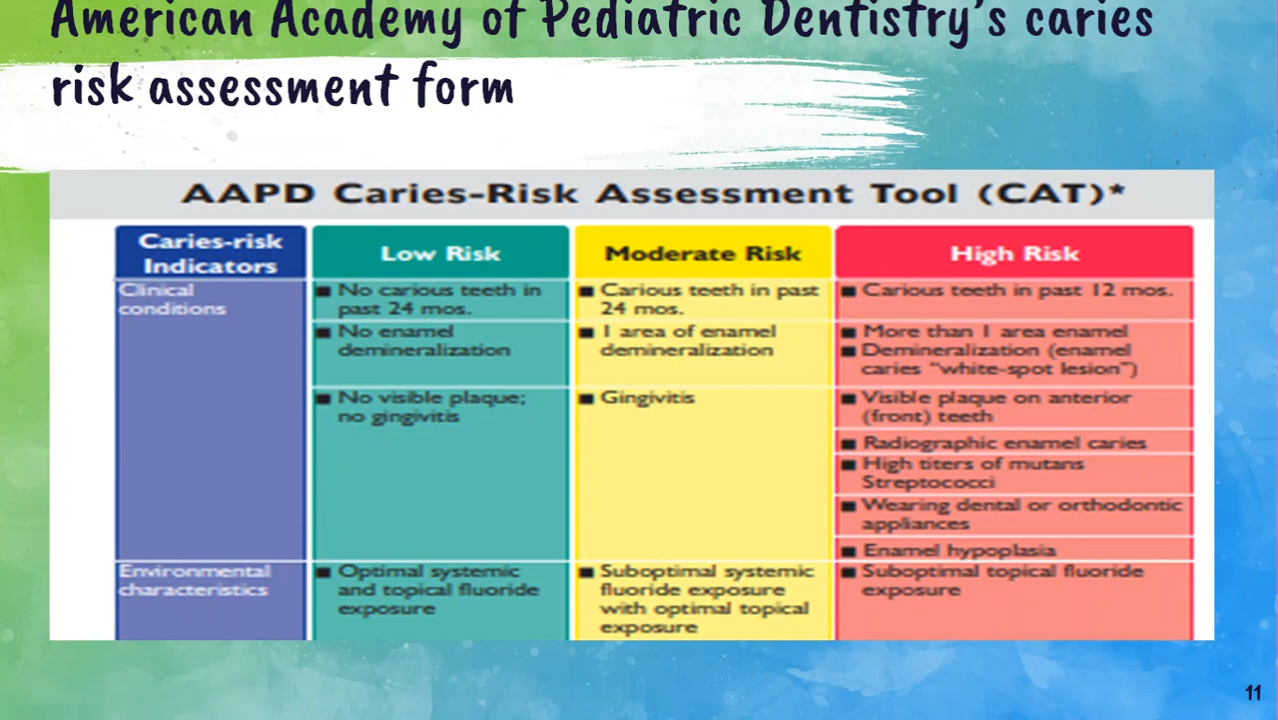 American Academy of Pediatric Dentistry's caries
risk assessment form
AAPD Caries-Risk Assessment Tool (CAT)*
Caries-risk
Indicators
Low Risk
Moderate Risk
High Risk
Clinical
conditions
■ No carious teeth in
past 24 mos.
■ Carious teeth in past
24 mos.
■ Carious teeth in past 12 mos.
■ No enamel
demineralization
■ 1 area of enamel
demineralization
■ More than 1 area enamel
■ Demineralization (enamel
caries "white-spot lesion")
■ No visible plaque;
no gingivitis
■ Gingivitis
■ Visible plaque on anterior
(front) teeth
■ Radiographic enamel caries
■ High titers of mutans
Streptococci
■ Wearing dental or orthodontic
appliances
■ Enamel hypoplasia
Environmental
characteristics
■ Optimal systemic
and topical fluoride
exposure
■ Suboptimal systemic
fluoride exposure
with optimal topical
exposure
■ Suboptimal topical fluoride
exposure
11